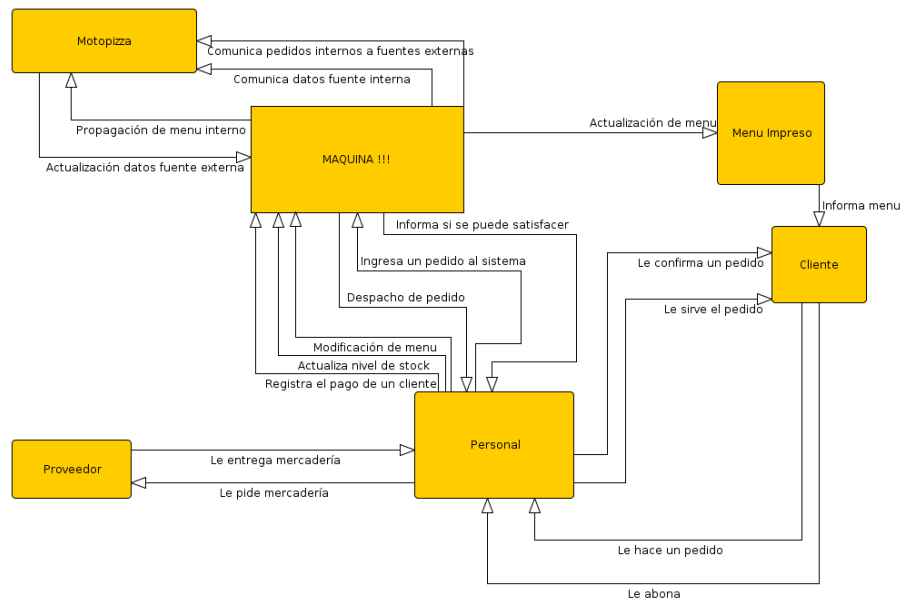 Motopizza
Comunica pedidos internos a fuentes externas
Comunica datos fuente interna
Propagación de menu interno
Actualización datos fuente externa
MAQUINA !!!
Actualización de menu
Menu Impreso
Informa menu
Informa si se puede satisfacer
Ingresa un pedido al sistema
Le confirma un pedido
Cliente
Despacho de pedido
Le sirve el pedido
Modificación de menu
Actualiza nivel de stock
Registra el pago de un cliente
Personal
Proveedor
Le entrega mercadería
Le pide mercadería
Le hace un pedido
Le abona